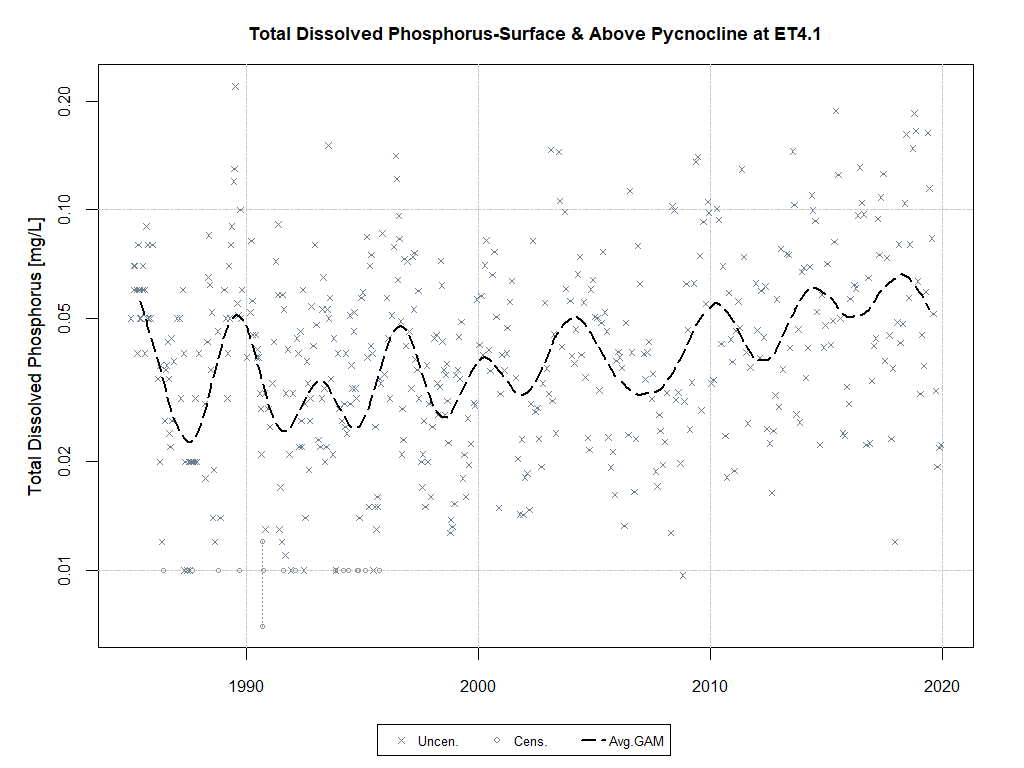 Total Dissolved Phosphorus-Surface & Above Pycnocline at ET4.1
Total Dissolved Phosphorus [mg/L]
0.20
0.10
0.05
0.02
0.01
1990 2000 2010 2020
Uncen. Cens. Avg.GAM